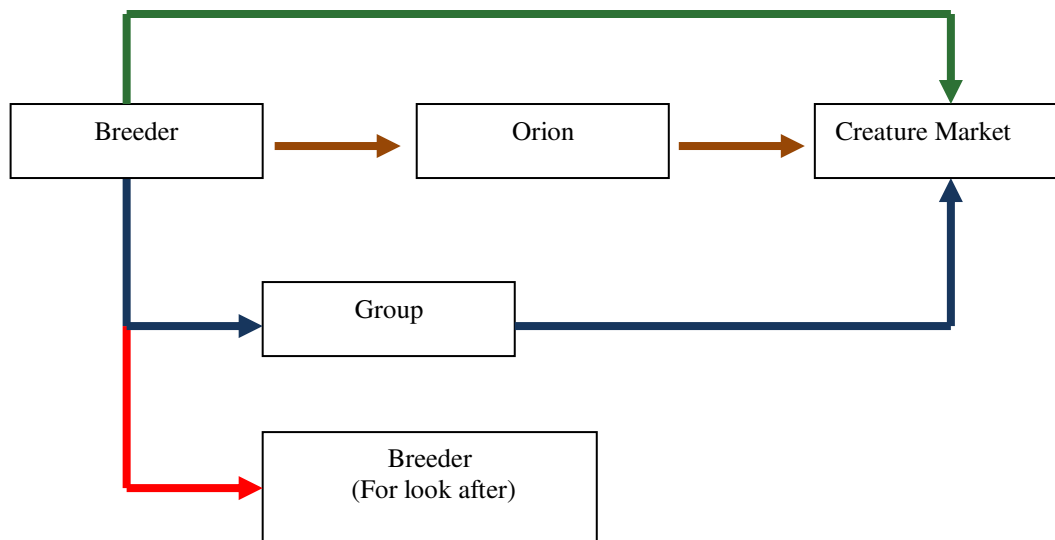 Breeder
Orion
Creature Market
Group
Breeder
(For look after)